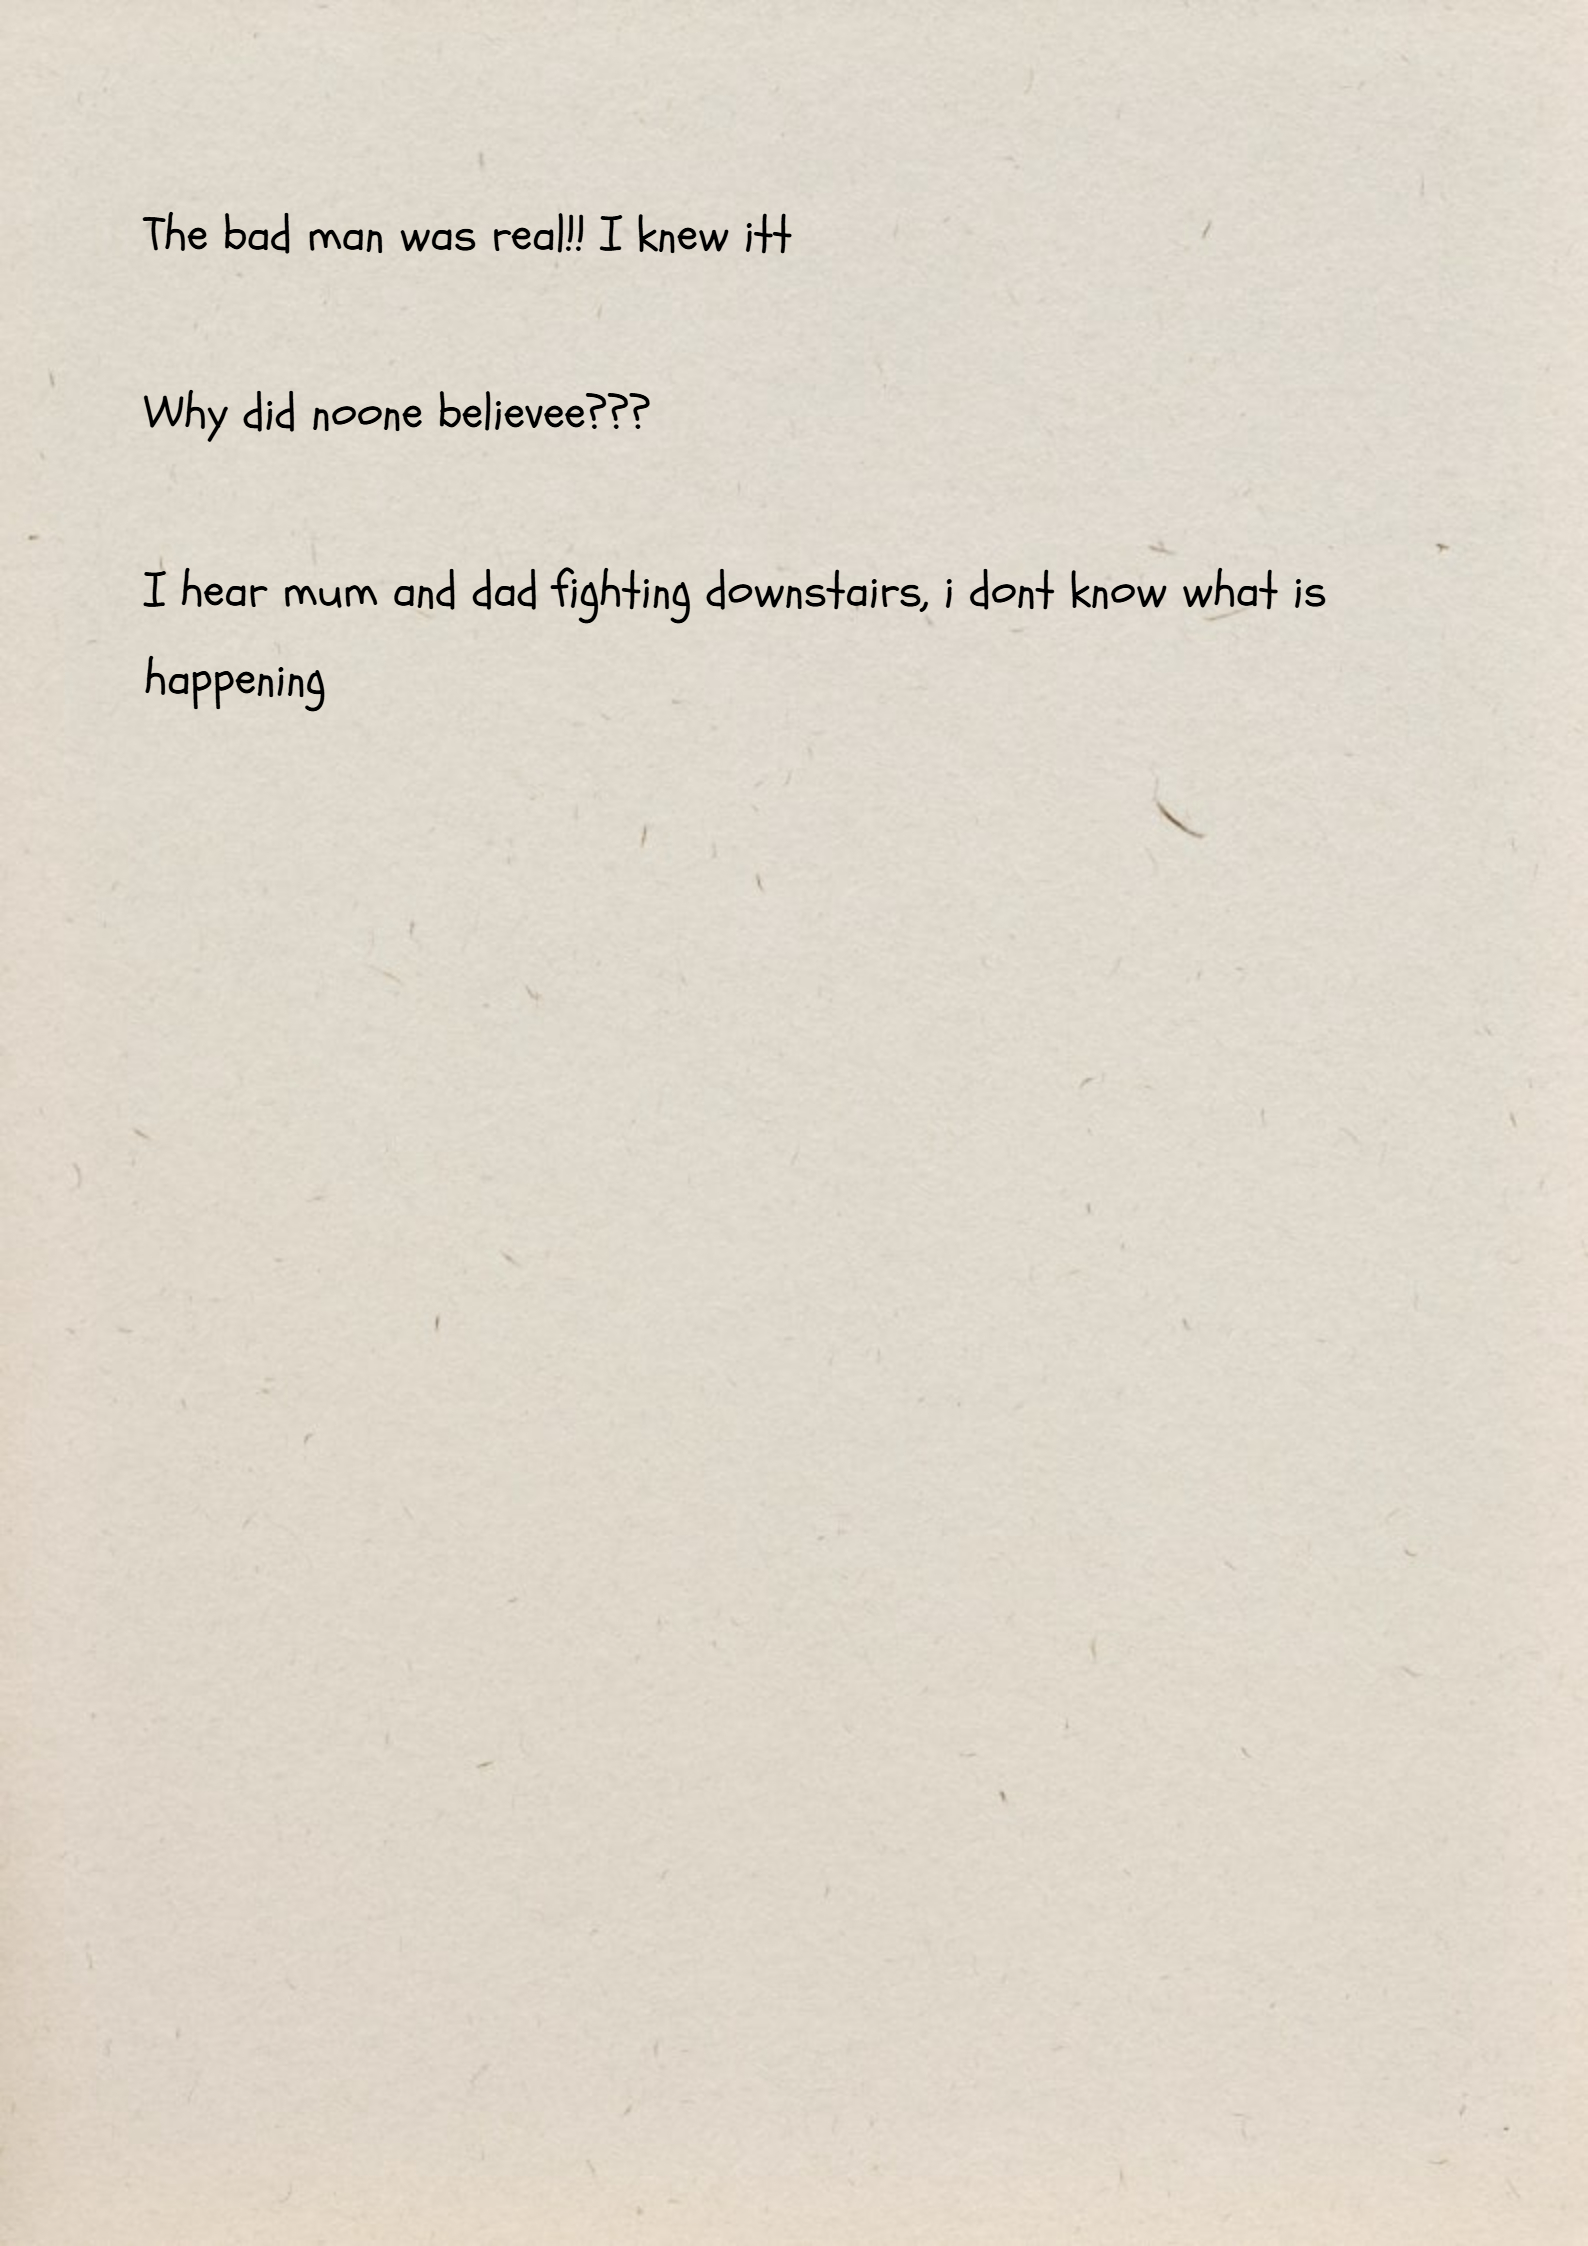 The bad man was real!! I knew itt
Why did noone believee???
I hear mum and dad fighting downstairs, i dont know what is
happening